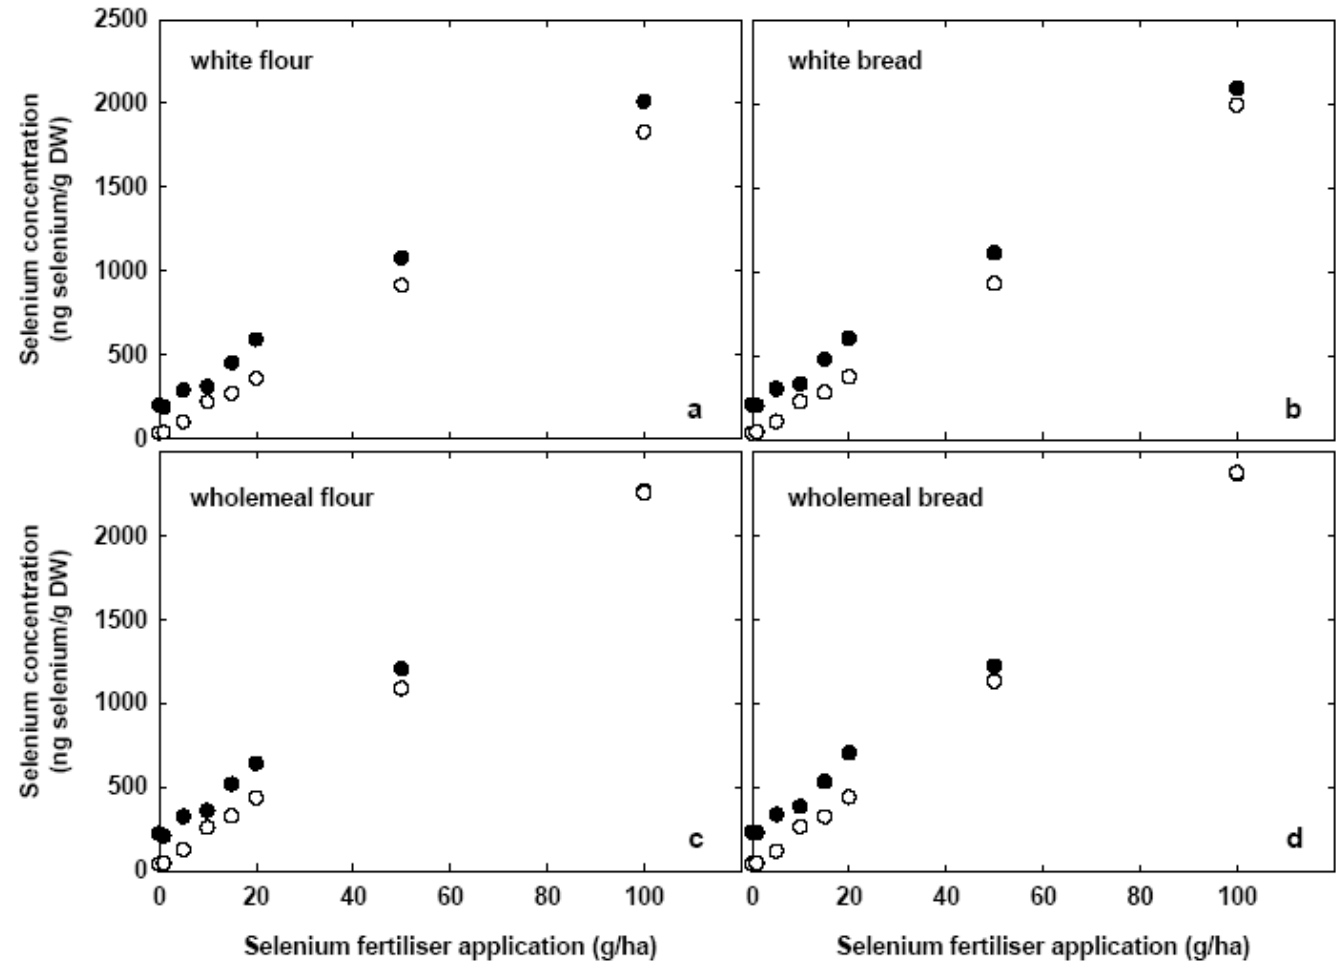 2500
2000
1500
1000
500
0
Selenium concentration
(ng selenium/g DW)
white flour
a
white bread
b
2000
1500
1000
500
0
Selenium concentration
(ng selenium/g DW)
wholemeal flour
c
wholemeal bread
d
0 20 40 60 80 100
0 20 40 60 80 100
Selenium fertiliser application (g/ha)
Selenium fertiliser application (g/ha)